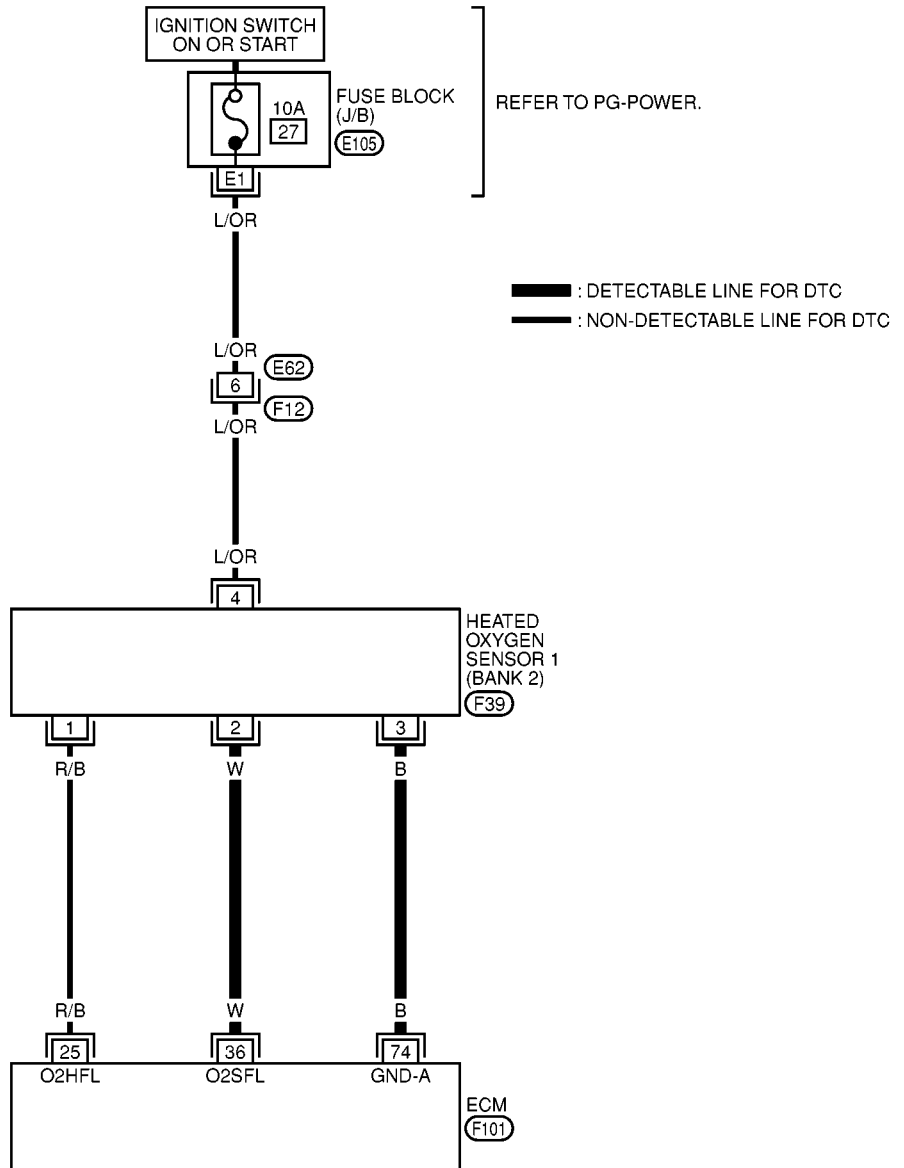 IGNITION SWITCH
ON OR START
10A
27
FUSE BLOCK
(J/B)
E105
REFER TO PG-POWER.
E1
L/OR
: DETECTABLE LINE FOR DTC
: NON-DETECTABLE LINE FOR DTC
L/OR
E62
6
F12
L/OR
L/OR
4
HEATED
OXYGEN
SENSOR 1
(BANK 2)
F39
1 2 3
R/B W B
R/B W B
25 36 74
O2HFL O2SFL GND-A
ECM
F101